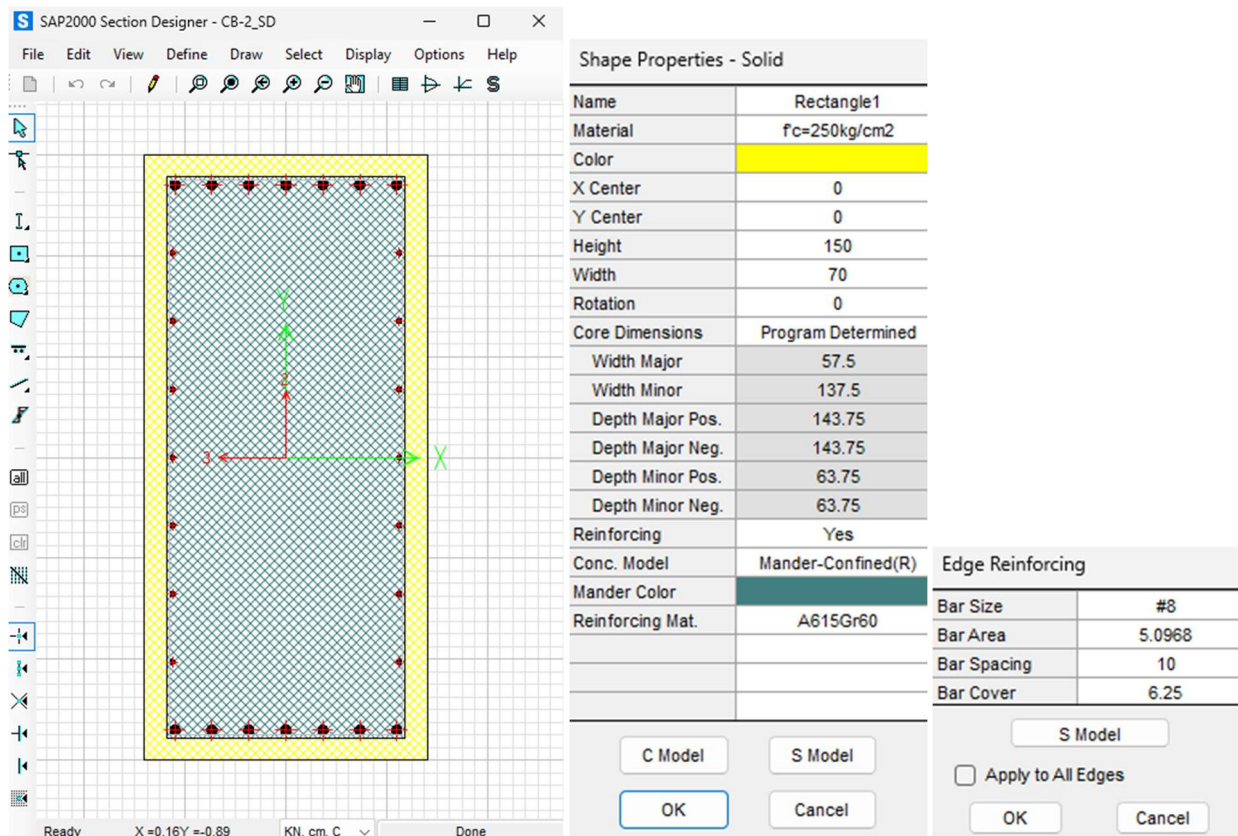 SAP2000 Section Designer - CB-2_SD
File Edit View Define Draw Select Display Options Help
S
all
ps
clr
Y
2
3
X
Ready X =0.16Y =-0.89 KN, cm, C Done
Shape Properties - Solid
Name Rectangle1
Material f'c=250kg/cm2
Color
X Center 0
Y Center 0
Height 150
Width 70
Rotation 0
Core Dimensions Program Determined
Width Major 57.5
Width Minor 137.5
Depth Major Pos. 143.75
Depth Major Neg. 143.75
Depth Minor Pos. 63.75
Depth Minor Neg. 63.75
Reinforcing Yes
Conc. Model Mander-Confined(R)
Mander Color
Reinforcing Mat. A615Gr60
C Model S Model
OK Cancel
Edge Reinforcing
Bar Size #8
Bar Area 5.0968
Bar Spacing 10
Bar Cover 6.25
S Model
Apply to All Edges
OK Cancel